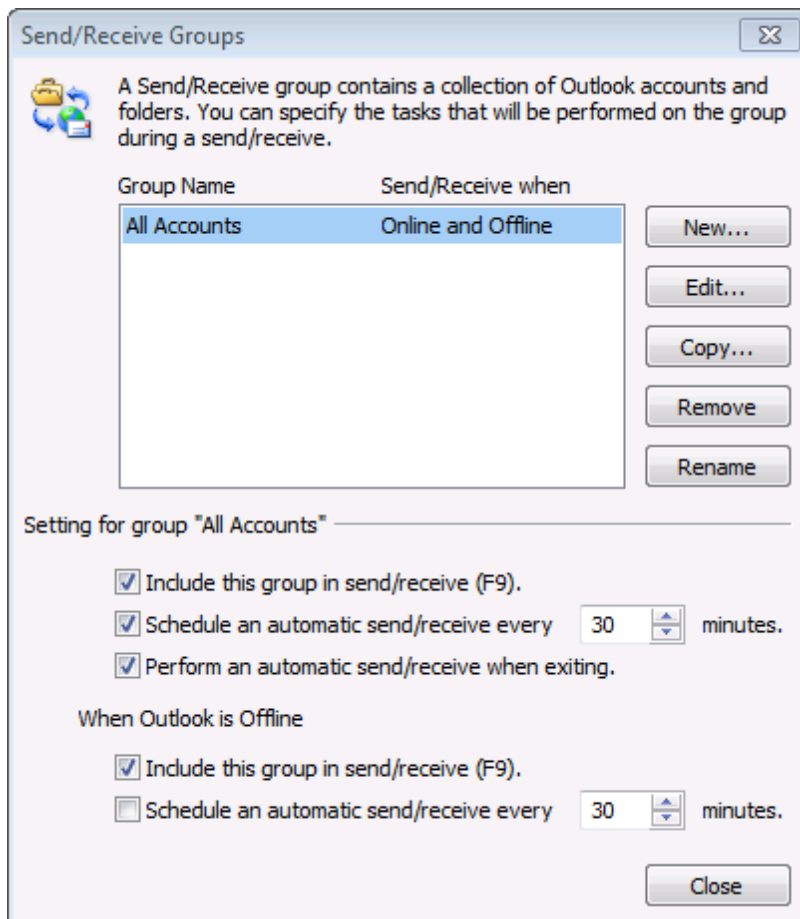 Send/Receive Groups
A Send/Receive group contains a collection of Outlook accounts and
folders. You can specify the tasks that will be performed on the group
during a send/receive.
Group Name Send/Receive when
All Accounts Online and Offline
New...
Edit...
Copy...
Remove
Rename
Setting for group "All Accounts"
Include this group in send/receive (F9).
Schedule an automatic send/receive every 30 minutes.
Perform an automatic send/receive when exiting.
When Outlook is Offline
Include this group in send/receive (F9).
Schedule an automatic send/receive every 30 minutes.
Close